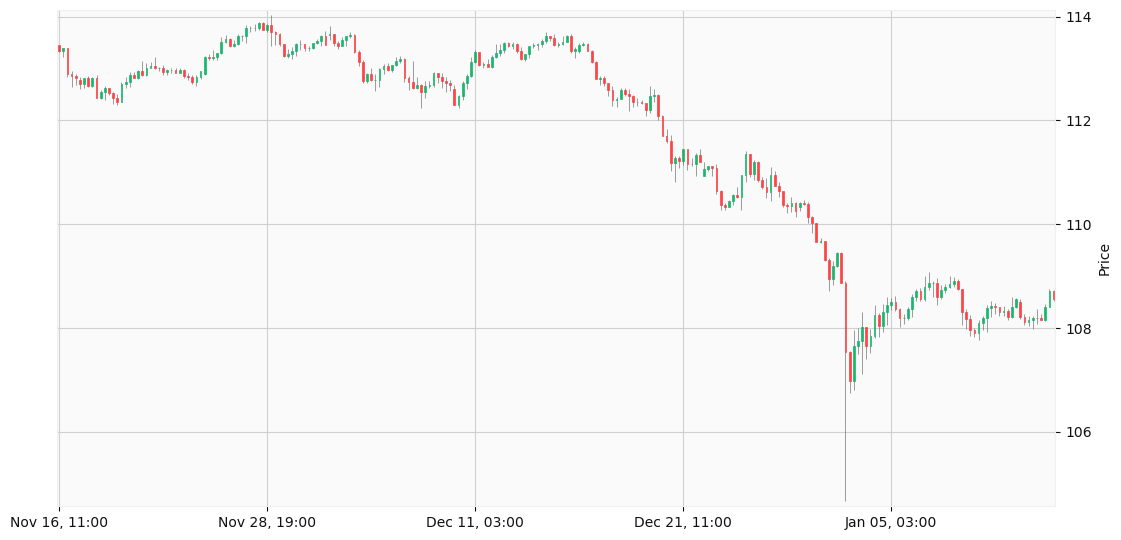 114
112
110
108
106
Price
Nov 16, 11:00
Nov 28, 19:00
Dec 11, 03:00
Dec 21, 11:00
Jan 05, 03:00